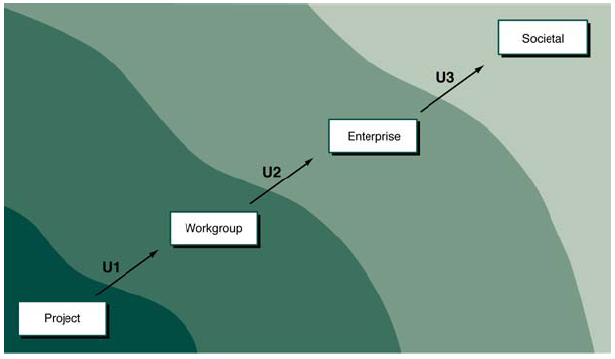 Societal
U3
Enterprise
U2
Workgroup
U1
Project